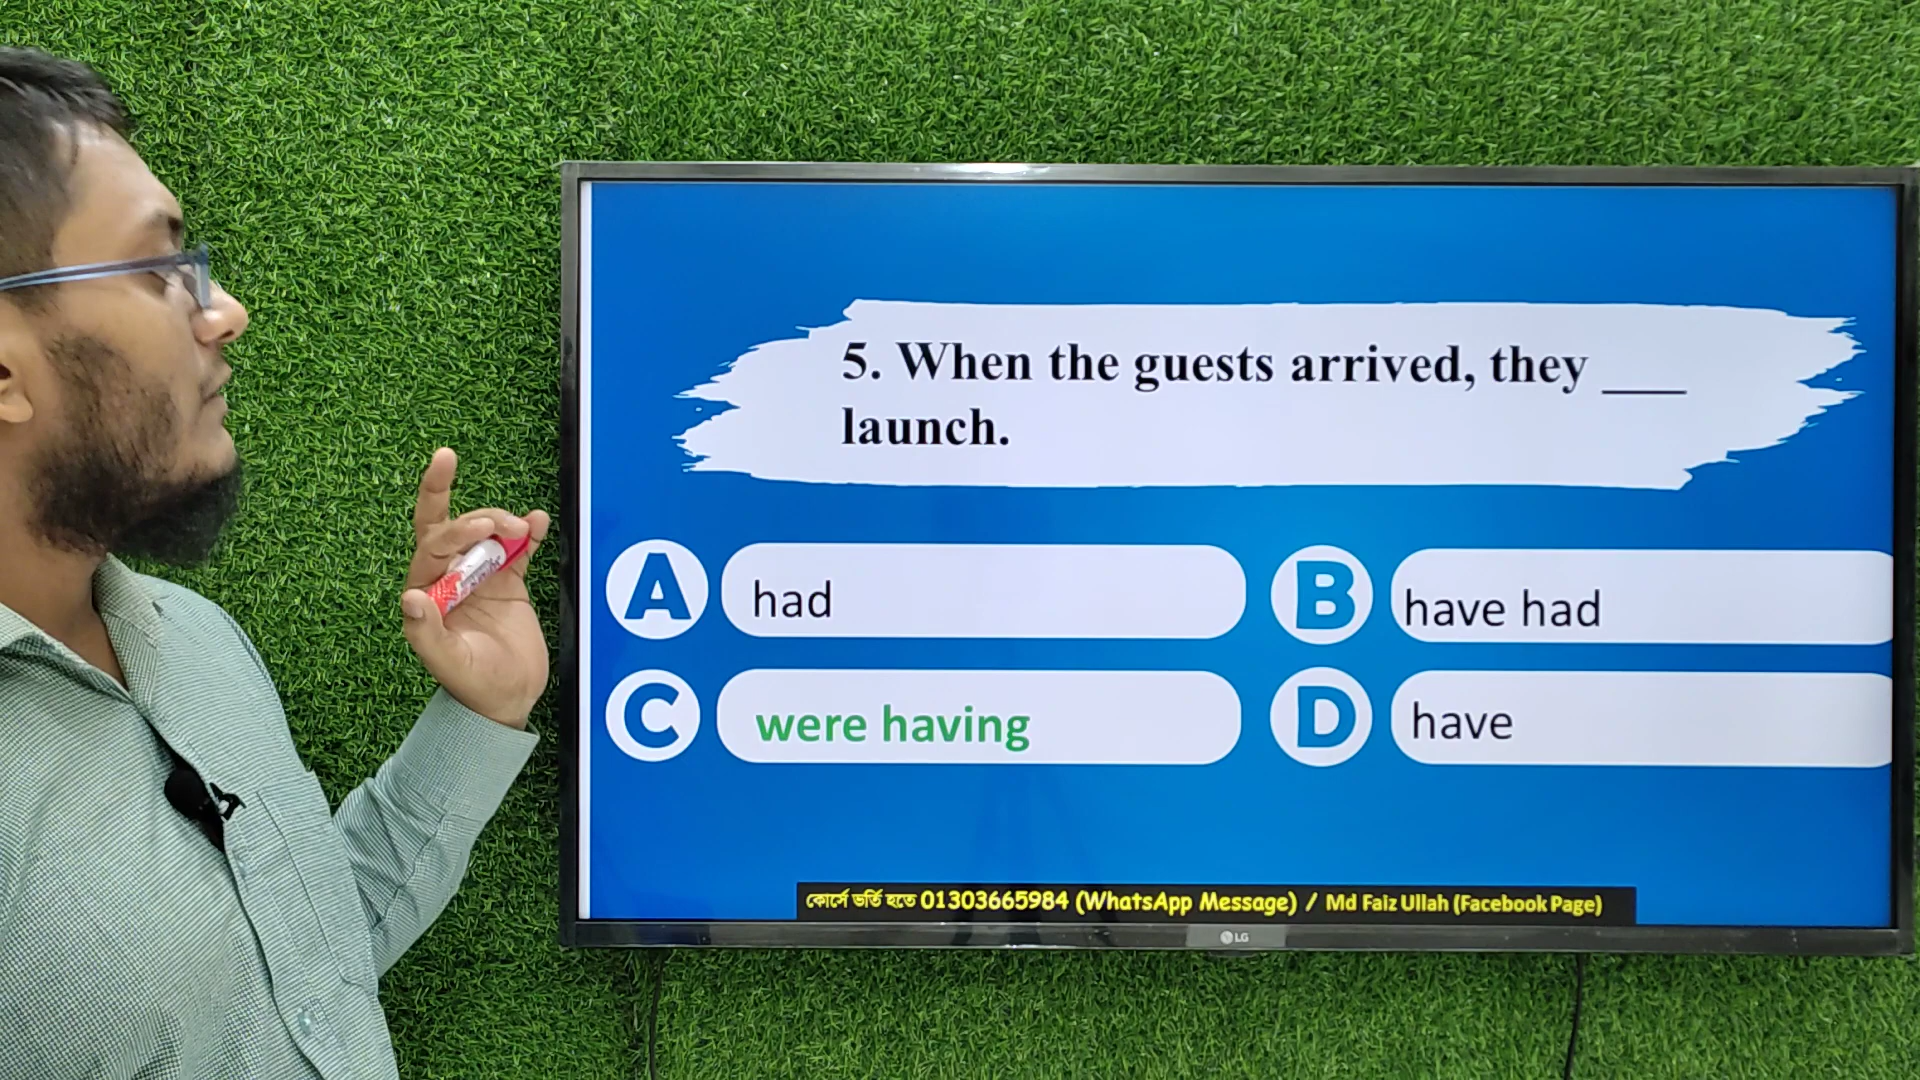 5. When the guests arrived, they ___
launch.
A had
B have had
C were having
D have
কোর্সে ভর্তি হতে 01303665984 (WhatsApp Message) / Md Faiz Ullah (Facebook Page)
LG